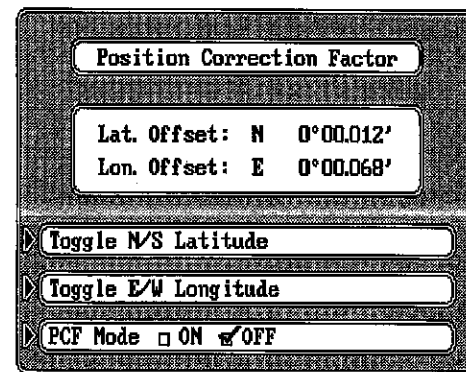 Position Correction Factor
Lat. Offset: N 0°00.012'
Lon. Offset: E 0°00.068'
Toggle N/S Latitude
Toggle E/W Longitude
PCF Mode □ ON ☑ OFF